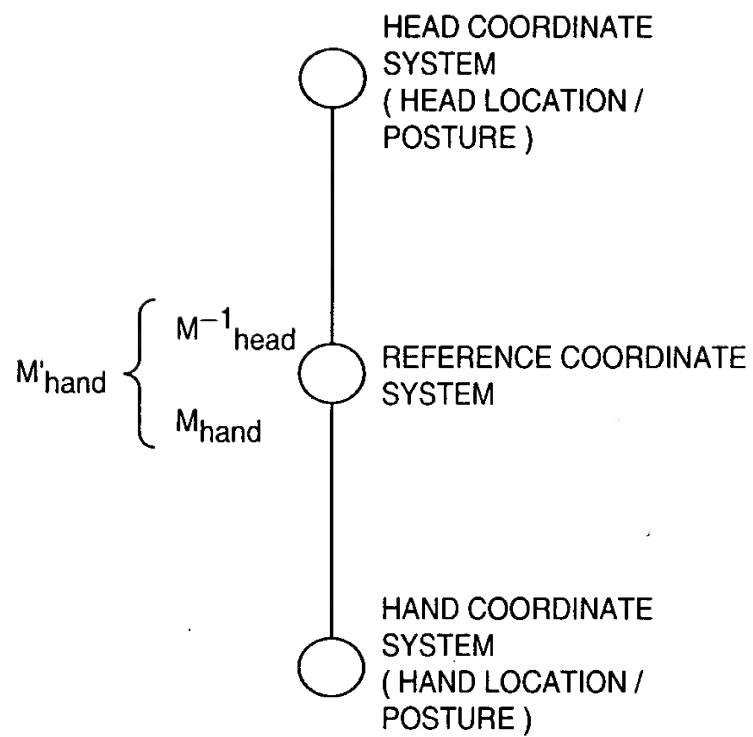 HEAD COORDINATE
SYSTEM
( HEAD LOCATION /
POSTURE )
M⁻¹head
M'hand
Mhand
REFERENCE COORDINATE
SYSTEM
HAND COORDINATE
SYSTEM
( HAND LOCATION /
POSTURE )